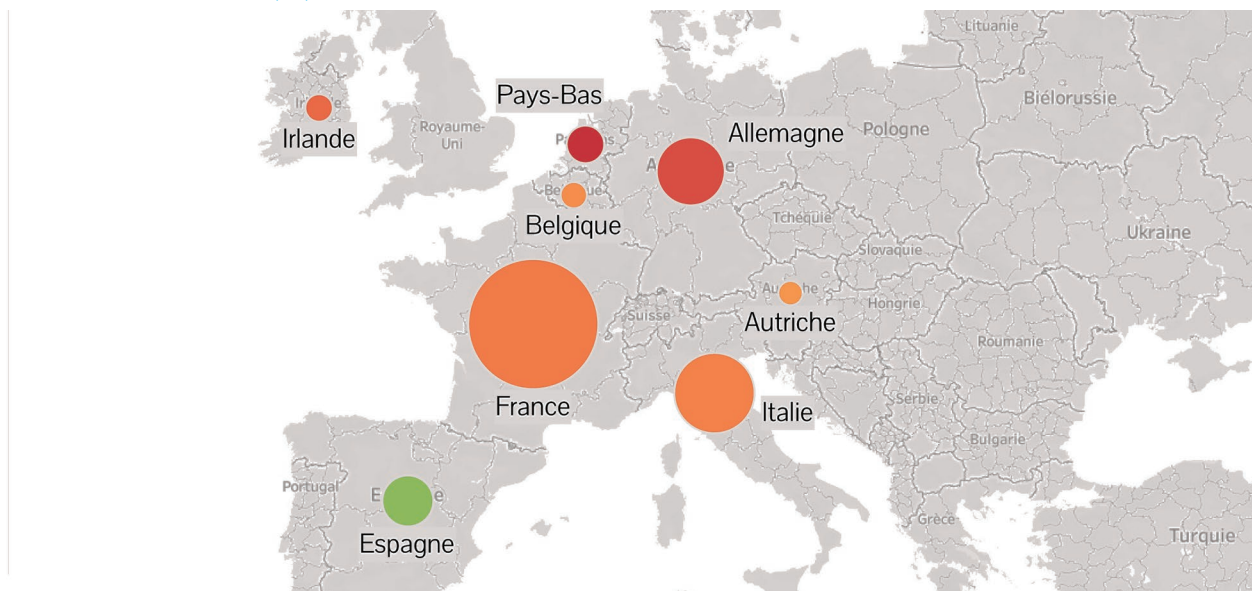 Lituanie
Pays-Bas
Biélorussie
Irlande
Royaume-
Uni
Allemagne
Pologne
Belgique
Tchéquie
Ukraine
Slovaquie
Autriche
Hongrie
Suisse
Roumanie
France
Italie
Serbie
Bulgarie
Portugal
Espagne
Grèce
Turquie